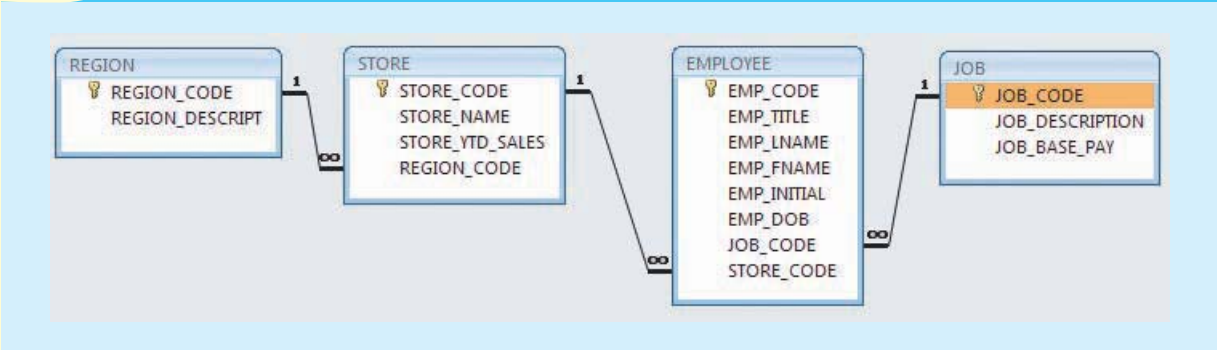 REGION
REGION_CODE
REGION_DESCRIPT
1
∞
STORE
STORE_CODE
STORE_NAME
STORE_YTD_SALES
REGION_CODE
1
∞
EMPLOYEE
EMP_CODE
EMP_TITLE
EMP_LNAME
EMP_FNAME
EMP_INITIAL
EMP_DOB
JOB_CODE
STORE_CODE
1
∞
JOB
JOB_CODE
JOB_DESCRIPTION
JOB_BASE_PAY